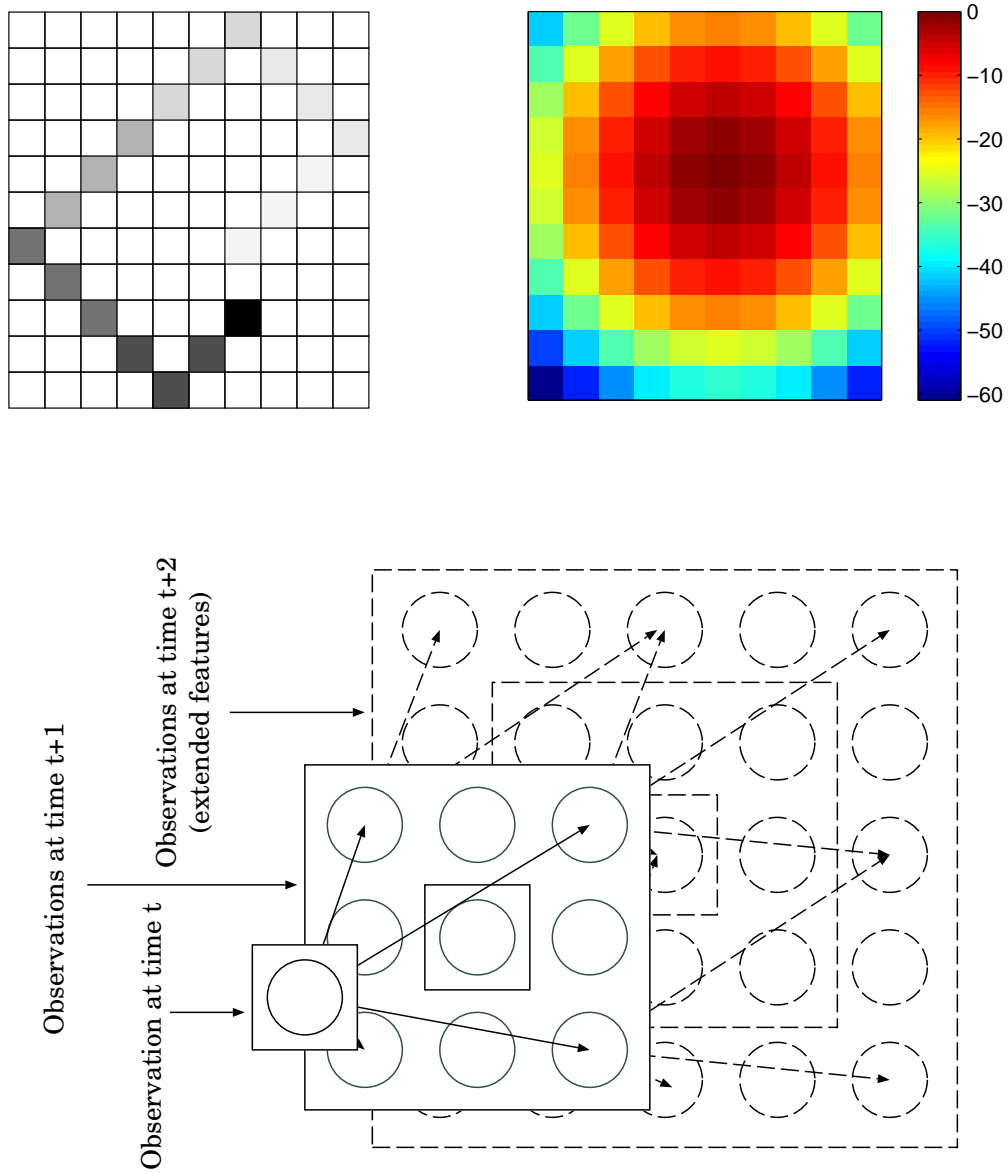 0
−10
−20
−30
−40
−50
−60
Observations at time t+2
(extended features)
Observations at time t+1
Observation at time t